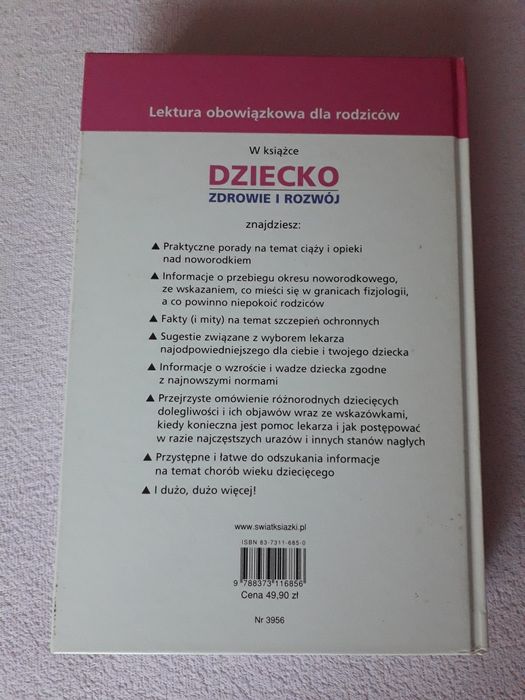 Lektura obowiązkowa dla rodziców
W książce
DZIECKO
ZDROWIE I ROZWÓJ
znajdziesz:
▲ Praktyczne porady na temat ciąży i opieki
nad noworodkiem
▲ Informacje o przebiegu okresu noworodkowego,
ze wskazaniem, co mieści się w granicach fizjologii,
a co powinno niepokoić rodziców
▲ Fakty (i mity) na temat szczepień ochronnych
▲ Sugestie związane z wyborem lekarza
najodpowiedniejszego dla ciebie i twojego dziecka
▲ Informacje o wzroście i wadze dziecka zgodne
z najnowszymi normami
▲ Przejrzyste omówienie różnorodnych dziecięcych
dolegliwości i ich objawów wraz ze wskazówkami,
kiedy konieczna jest pomoc lekarza i jak postępować
w razie najczęstszych urazów i innych stanów nagłych
▲ Przystępne i łatwe do odszukania informacje
na temat chorób wieku dziecięcego
▲ I dużo, dużo więcej!
www.swiatksiazki.pl
ISBN 83-7311-685-0
9 788373 116856
Cena 49,90 zł
Nr 3956